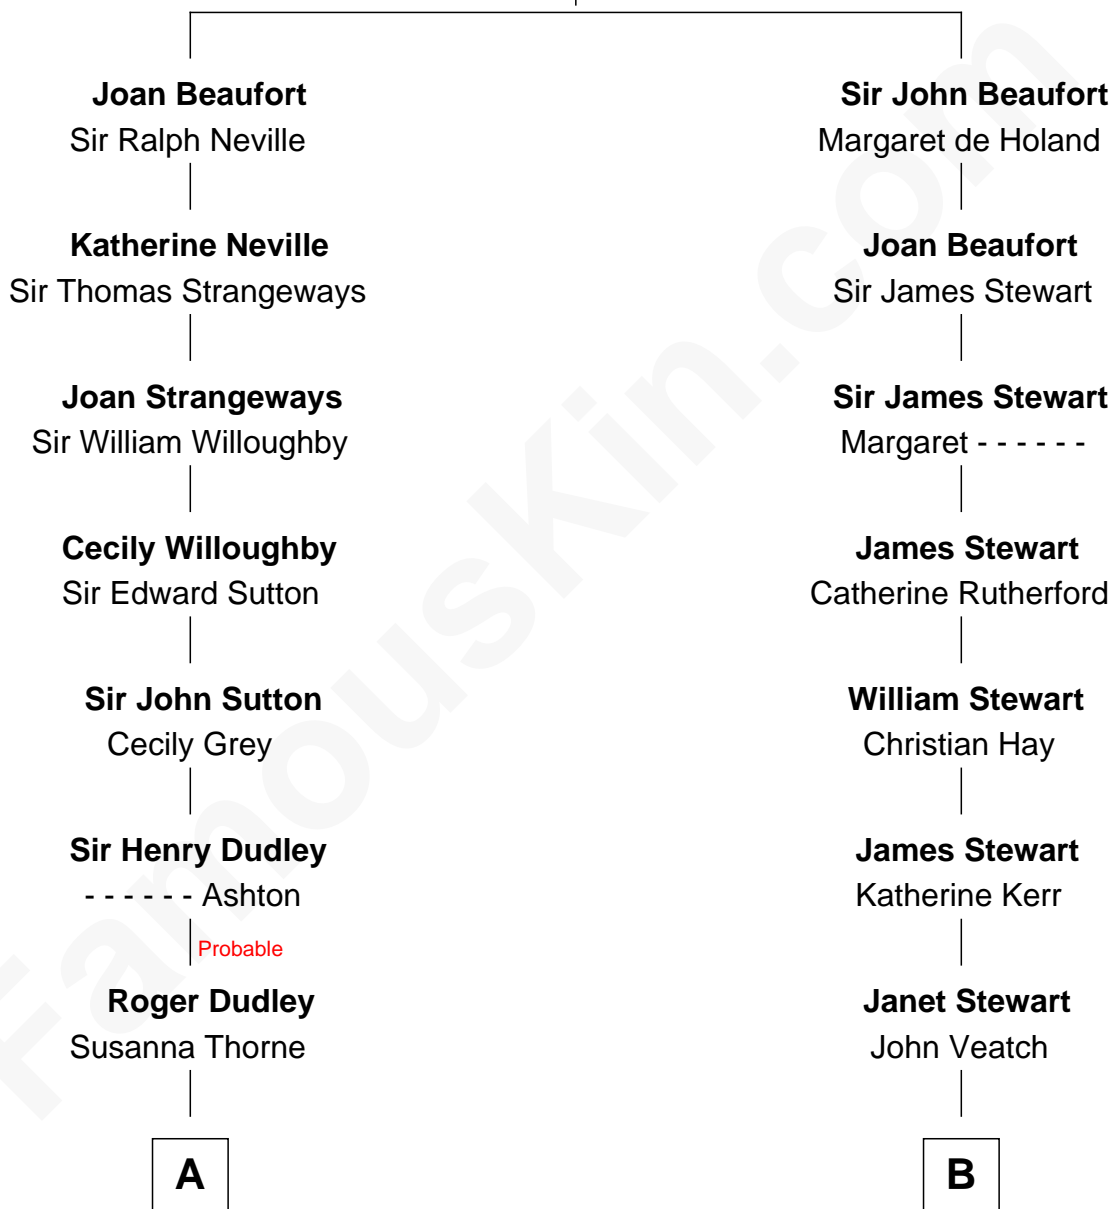 Joan Beaufort
Sir Ralph Neville
Katherine Neville
Sir Thomas Strangeways
Joan Strangeways
Sir William Willoughby
Cecily Willoughby
Sir Edward Sutton
Sir John Sutton
Cecily Grey
Sir Henry Dudley
- - - - - - Ashton
Probable
Roger Dudley
Susanna Thorne
A
Sir John Beaufort
Margaret de Holand
Joan Beaufort
Sir James Stewart
Sir James Stewart
Margaret - - - - - -
James Stewart
Catherine Rutherford
William Stewart
Christian Hay
James Stewart
Katherine Kerr
Janet Stewart
John Veatch
B
FamousKin.com